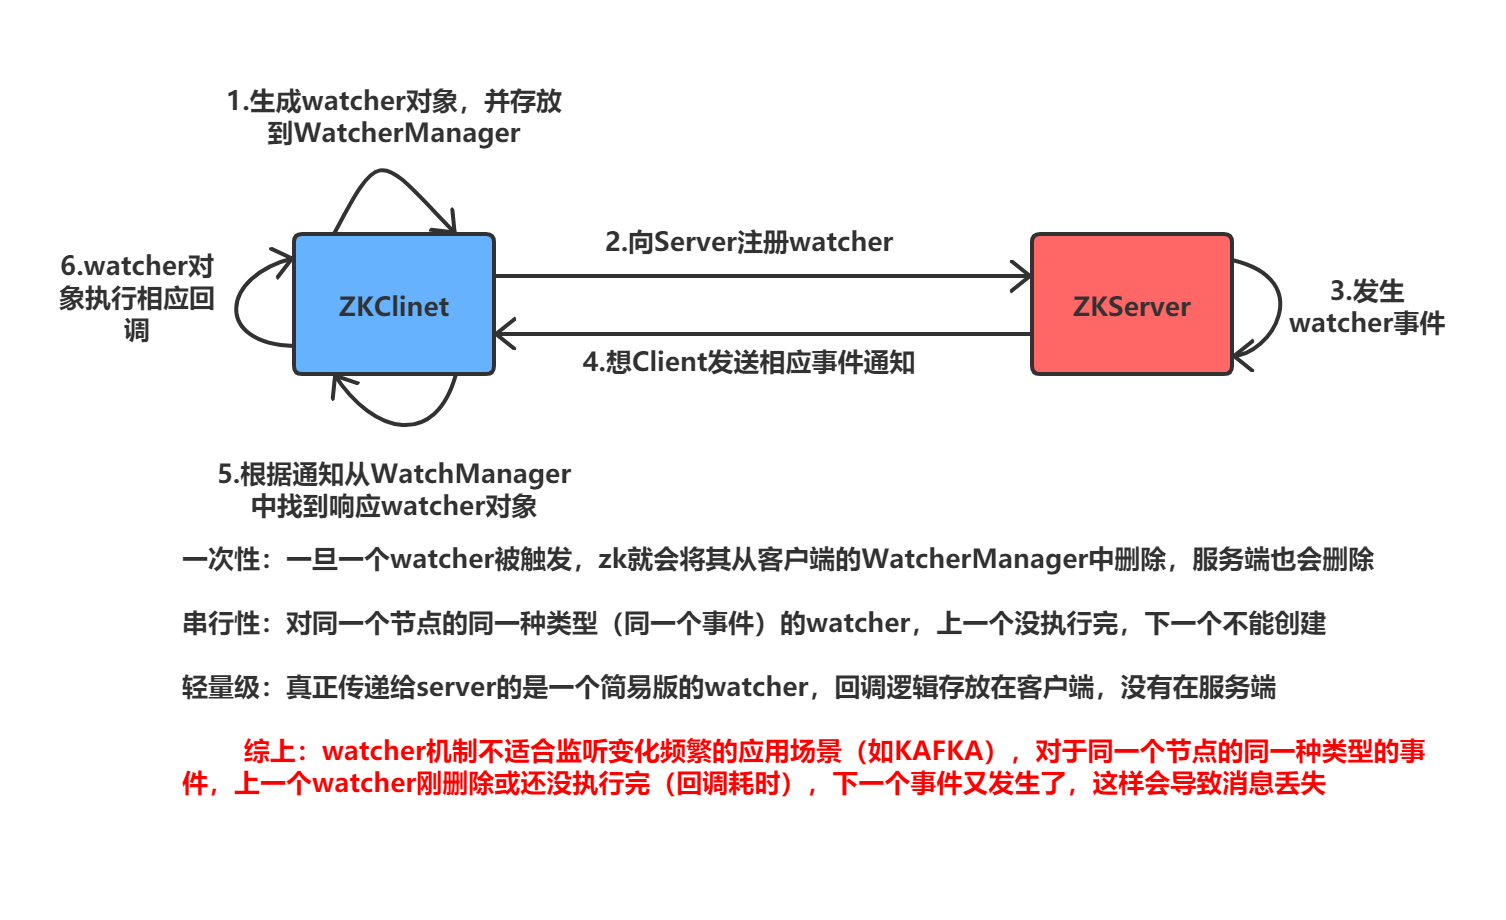 1.生成watcher对象，并存放
到WatcherManager
2.向Server注册watcher
6.watcher对
象执行相应回
调
ZKClinet
ZKServer
3.发生
watcher事件
4.想Client发送相应事件通知
5.根据通知从WatchManager
中找到响应watcher对象
一次性：一旦一个watcher被触发，zk就会将其从客户端的WatcherManager中删除，服务端也会删除
串行性：对同一个节点的同一种类型（同一个事件）的watcher，上一个没执行完，下一个不能创建
轻量级：真正传递给server的是一个简易版的watcher，回调逻辑存放在客户端，没有在服务端
综上：watcher机制不适合监听变化频繁的应用场景（如KAFKA），对于同一个节点的同一种类型的事
件，上一个watcher刚删除或还没执行完（回调耗时），下一个事件又发生了，这样会导致消息丢失